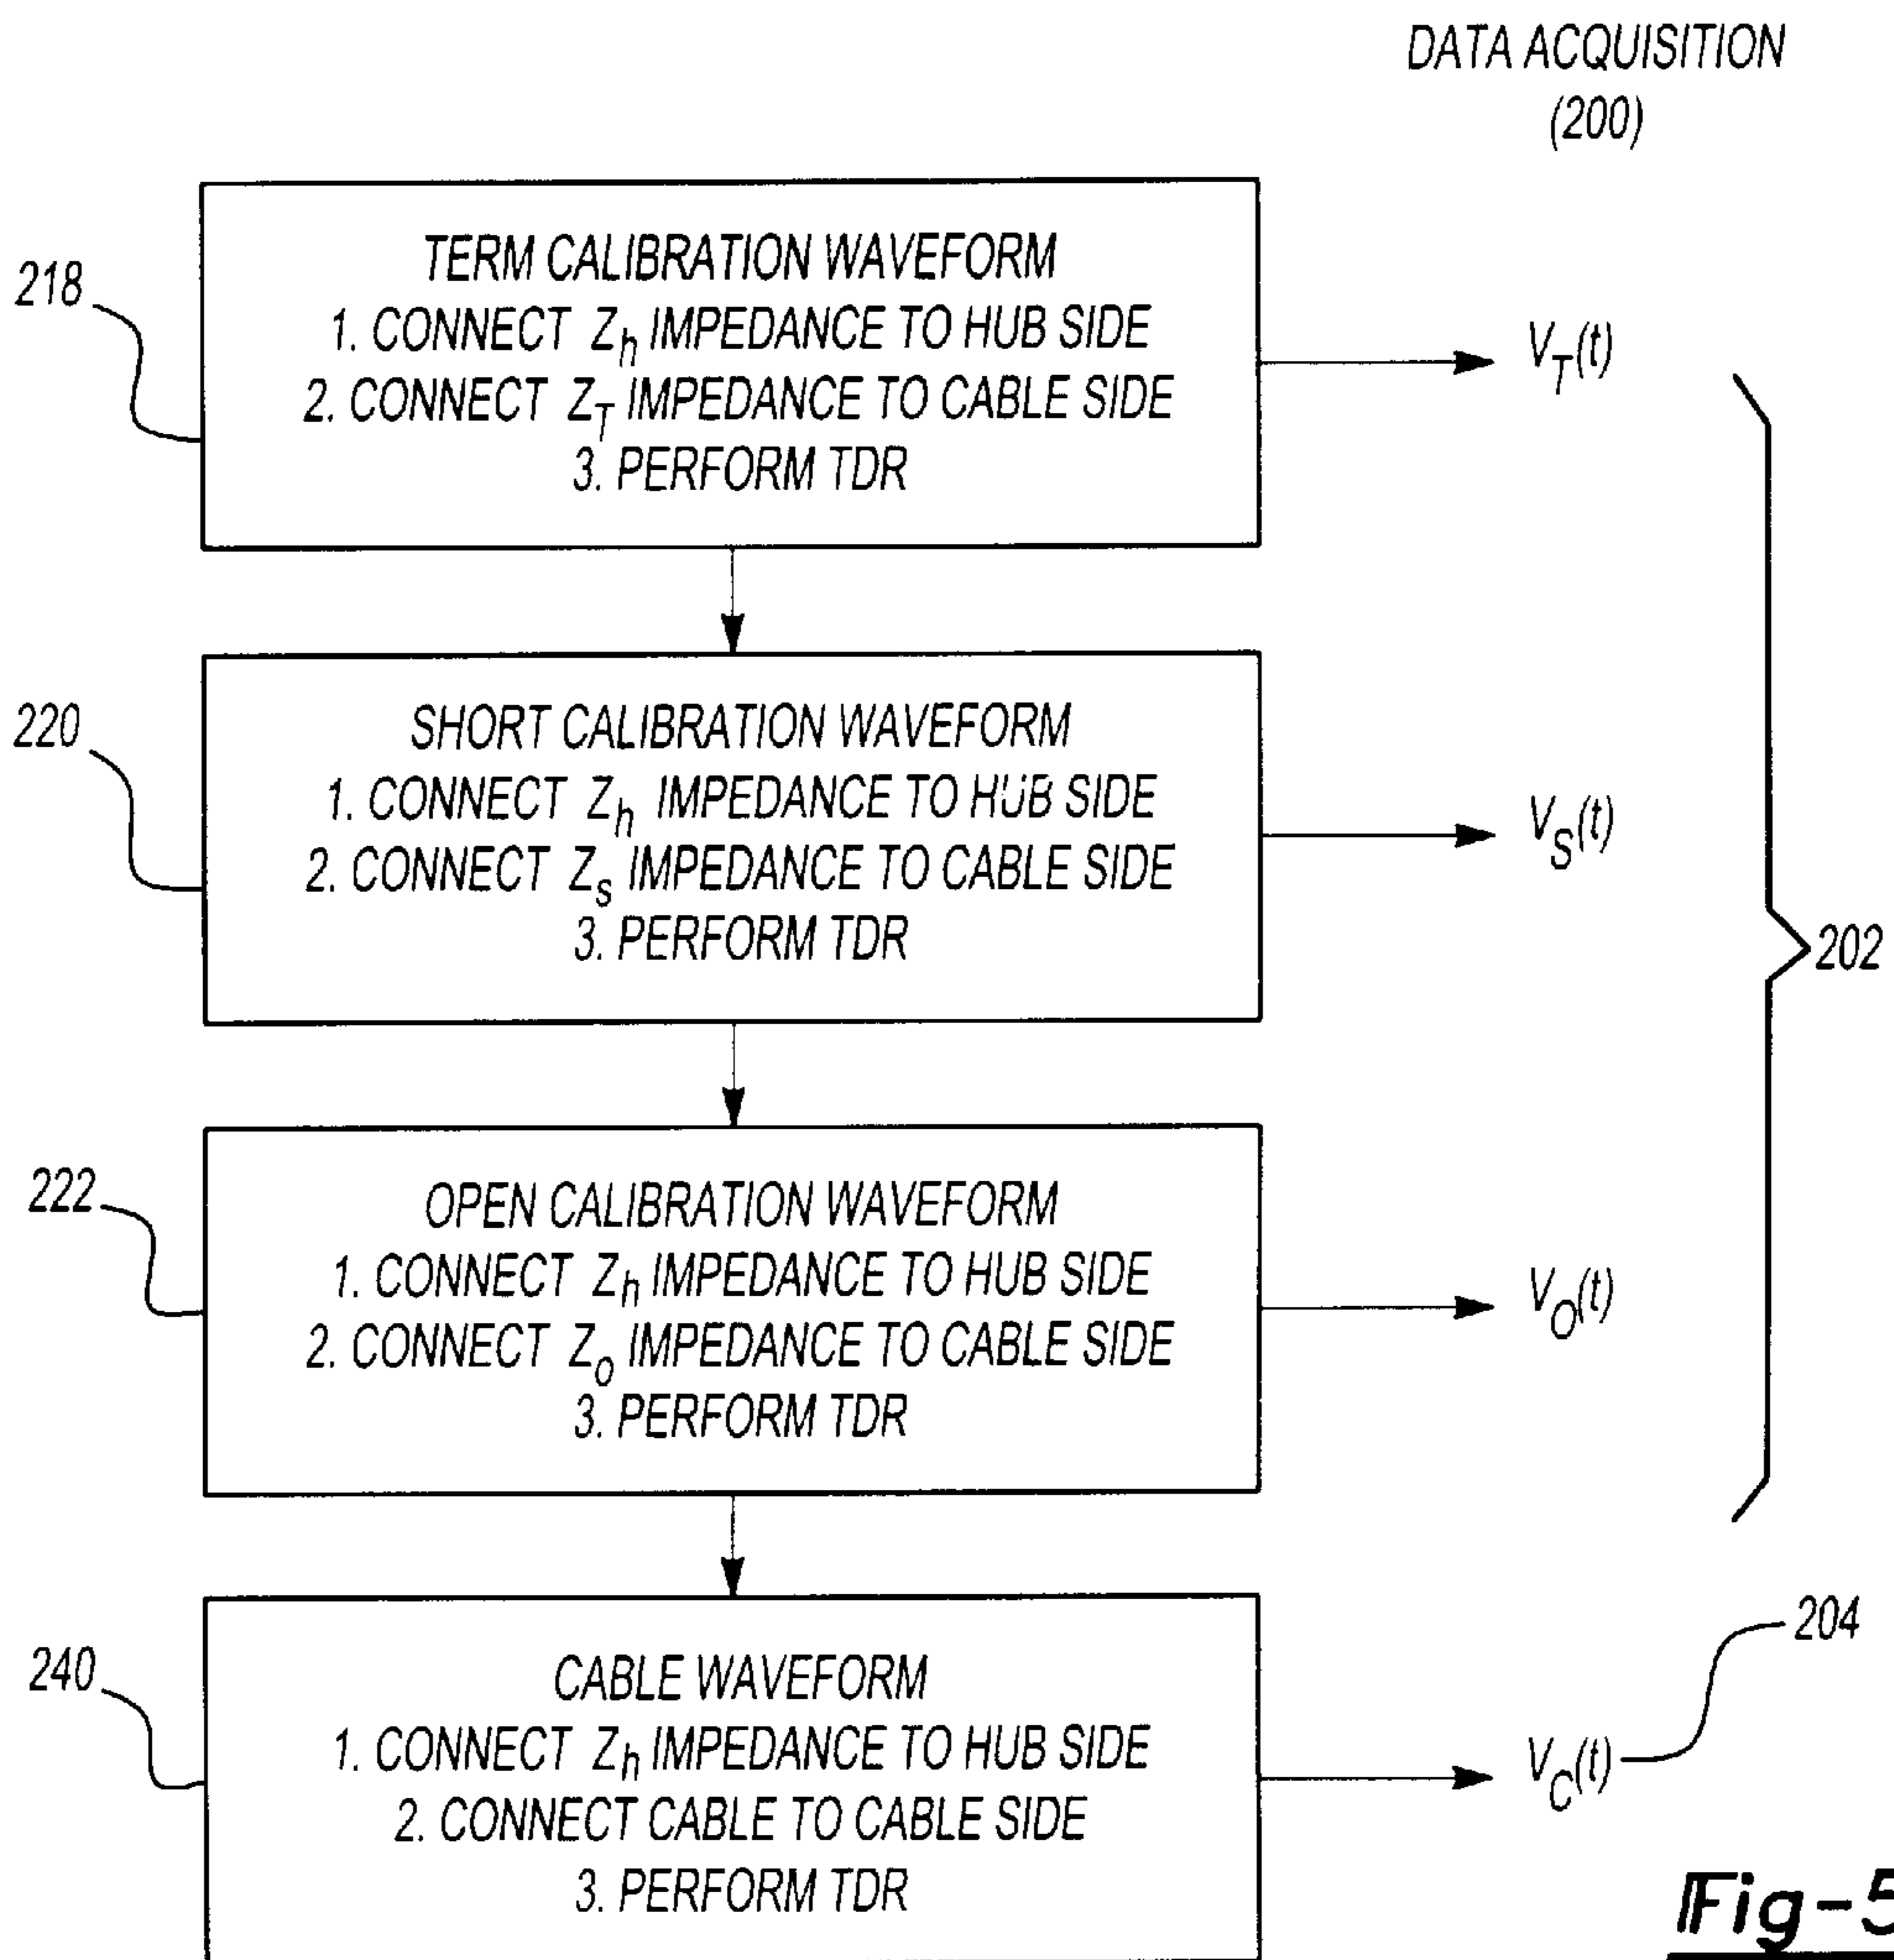 DATA ACQUISITION
(200)
218
TERM CALIBRATION WAVEFORM
1. CONNECT Zh IMPEDANCE TO HUB SIDE
2. CONNECT ZT IMPEDANCE TO CABLE SIDE
3. PERFORM TDR
VT(t)
220
SHORT CALIBRATION WAVEFORM
1. CONNECT Zh IMPEDANCE TO HUB SIDE
2. CONNECT Zs IMPEDANCE TO CABLE SIDE
3. PERFORM TDR
VS(t)
202
222
OPEN CALIBRATION WAVEFORM
1. CONNECT Zh IMPEDANCE TO HUB SIDE
2. CONNECT Zo IMPEDANCE TO CABLE SIDE
3. PERFORM TDR
VO(t)
240
CABLE WAVEFORM
1. CONNECT Zh IMPEDANCE TO HUB SIDE
2. CONNECT CABLE TO CABLE SIDE
3. PERFORM TDR
VC(t)
204
Fig-5